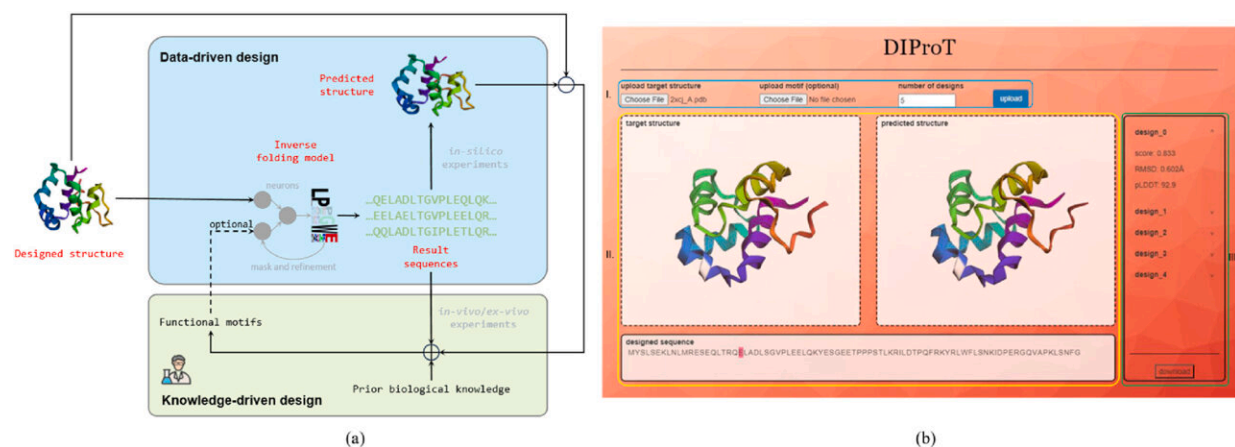 Data-driven design
Predicted
structure
Inverse
folding model
in-silico
experiments
neurons
optional
mask and refinement
...QELADLTGVPLEQLQK...
...EELAELTGVPLEELQR...
...QQLADLTGIPLETLQR...
Result
sequences
Designed structure
in-vivo/ex-vivo
experiments
Functional motifs
Prior biological knowledge
Knowledge-driven design
(a)
DIProT
I.
upload target structure
upload motif (optional)
number of designs
Choose File 2xcj_A.pdb
Choose File No file chosen
5
upload
II.
target structure
predicted structure
designed sequence
MYSLSEKLNLMRESEQLTRQELADLSGVPLEELQKYESGEETPPPSTLKRILDTPQFRKYRLWFLSNKIDPERGQVAPKLSNFG
III.
design_0
score: 0.833
RMSD: 0.602Å
pLDDT: 92.9
design_1
design_2
design_3
design_4
download
(b)